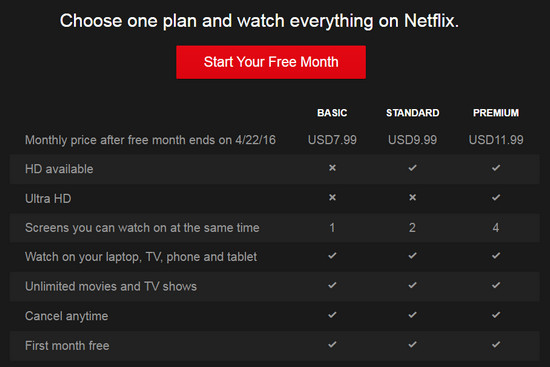 Choose one plan and watch everything on Netflix.
Start Your Free Month
BASIC STANDARD PREMIUM
Monthly price after free month ends on 4/22/16 USD7.99 USD9.99 USD11.99
HD available ✕ ✓ ✓
Ultra HD ✕ ✕ ✓
Screens you can watch on at the same time 1 2 4
Watch on your laptop, TV, phone and tablet ✓ ✓ ✓
Unlimited movies and TV shows ✓ ✓ ✓
Cancel anytime ✓ ✓ ✓
First month free ✓ ✓ ✓